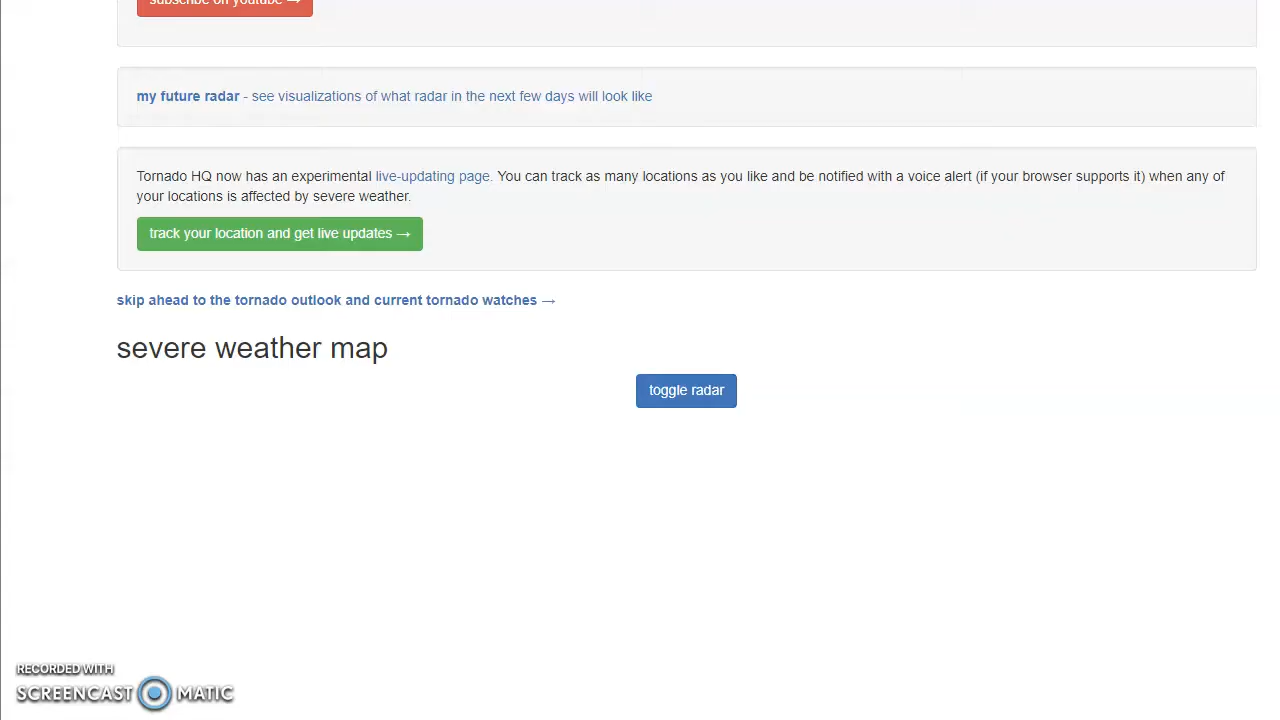 subscribe on youtube →
my future radar - see visualizations of what radar in the next few days will look like
Tornado HQ now has an experimental live-updating page. You can track as many locations as you like and be notified with a voice alert (if your browser supports it) when any of
your locations is affected by severe weather.
track your location and get live updates →
skip ahead to the tornado outlook and current tornado watches →
severe weather map
toggle radar
RECORDED WITH
SCREENCAST MATIC